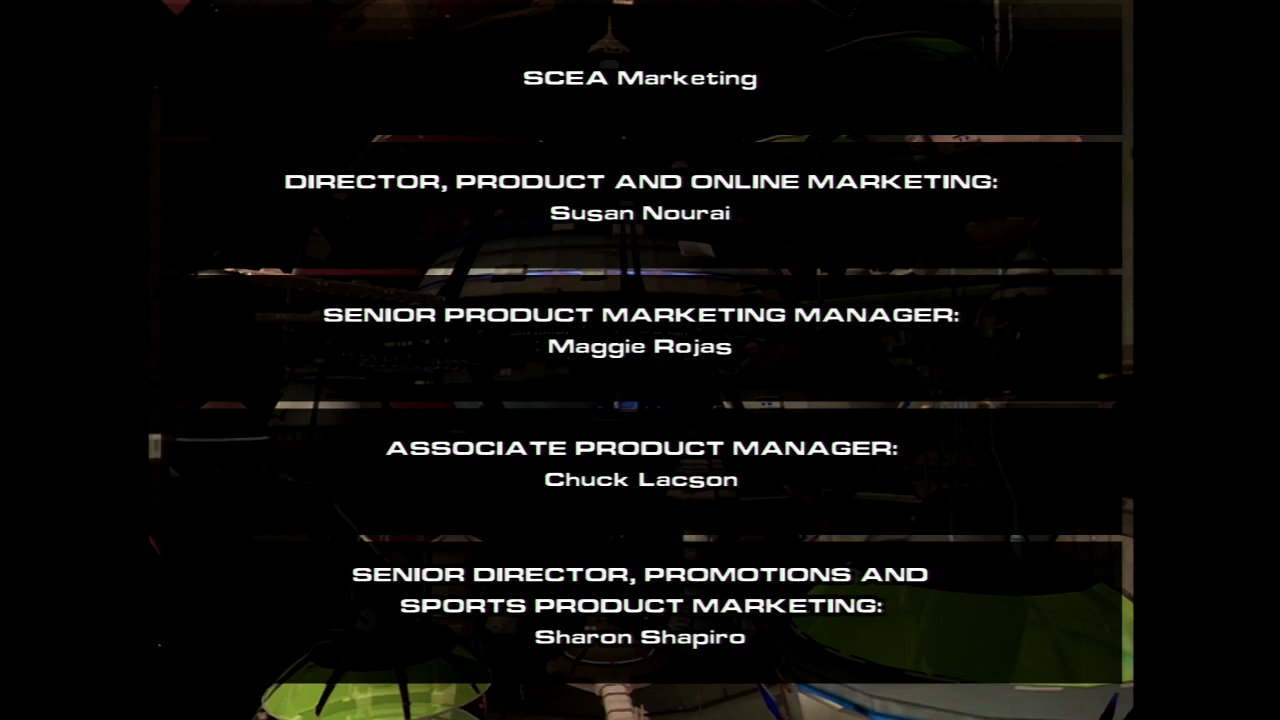 SCEA Marketing
DIRECTOR, PRODUCT AND ONLINE MARKETING:
Susan Nourai
SENIOR PRODUCT MARKETING MANAGER:
Maggie Rojas
ASSOCIATE PRODUCT MANAGER:
Chuck Lacson
SENIOR DIRECTOR, PROMOTIONS AND
SPORTS PRODUCT MARKETING:
Sharon Shapiro